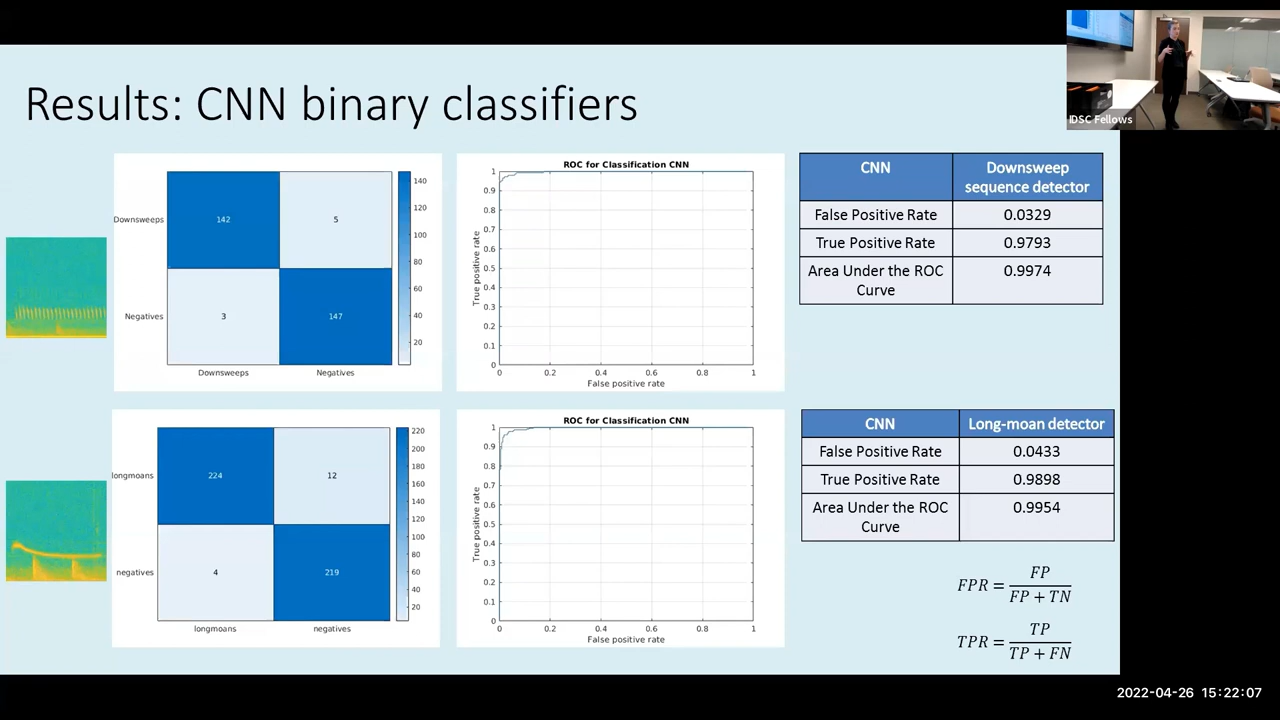 IDSC Fellows
Results: CNN binary classifiers
Downsweeps
Negatives
142
5
3
147
Downsweeps
Negatives
140
120
100
80
60
40
20
ROC for Classification CNN
True positive rate
1
0.9
0.8
0.7
0.6
0.5
0.4
0.3
0.2
0.1
0
0
0.2
0.4
0.6
0.8
1
False positive rate
CNN
Downsweep
sequence detector
False Positive Rate
0.0329
True Positive Rate
0.9793
Area Under the ROC
Curve
0.9974
longmoans
negatives
224
12
4
219
longmoans
negatives
220
200
180
160
140
120
100
80
60
40
20
ROC for Classification CNN
True positive rate
1
0.9
0.8
0.7
0.6
0.5
0.4
0.3
0.2
0.1
0
0
0.2
0.4
0.6
0.8
1
False positive rate
CNN
Long-moan detector
False Positive Rate
0.0433
True Positive Rate
0.9898
Area Under the ROC
Curve
0.9954
FPR = FP / FP + TN
TPR = TP / TP + FN
2022-04-26 15:22:07